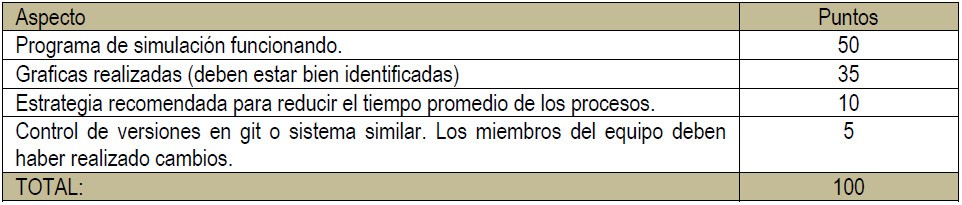 Aspecto Puntos
Programa de simulación funcionando. 50
Graficas realizadas (deben estar bien identificadas) 35
Estrategia recomendada para reducir el tiempo promedio de los procesos. 10
Control de versiones en git o sistema similar. Los miembros del equipo deben 5
haber realizado cambios.
TOTAL: 100